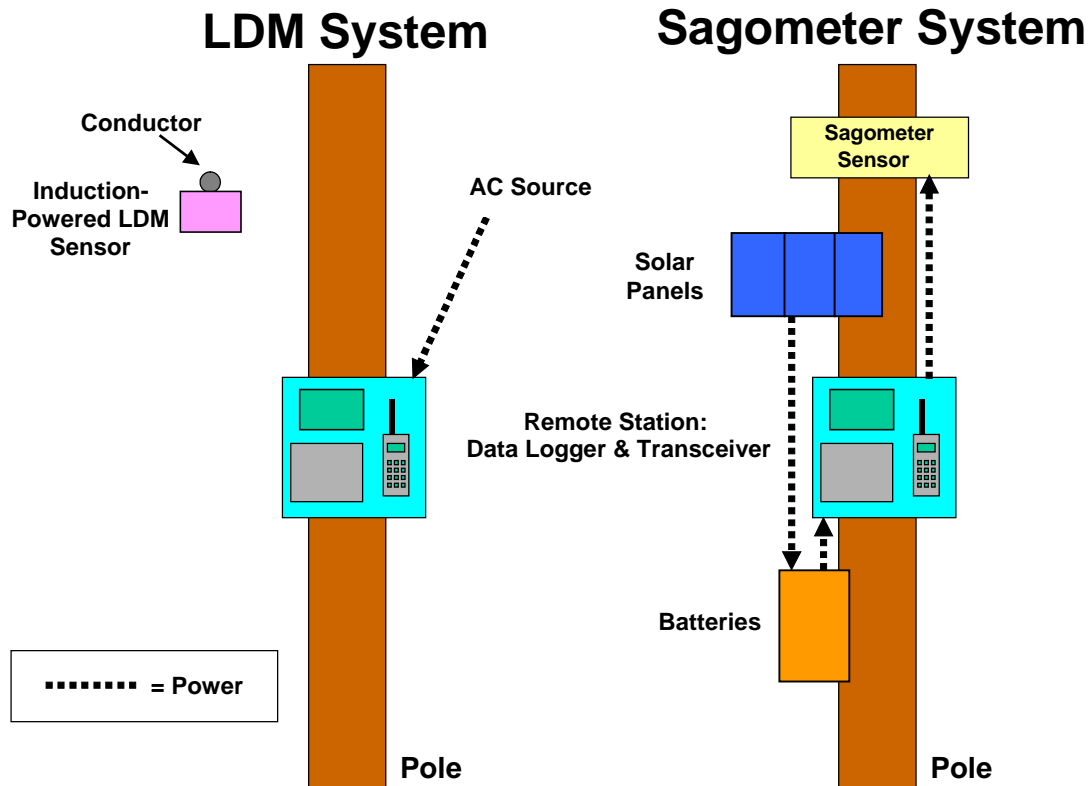 LDM System
Sagometer System
Conductor
Induction-
Powered LDM
Sensor
AC Source
Sagometer
Sensor
Solar
Panels
Remote Station:
Data Logger & Transceiver
Batteries
= Power
Pole
Pole